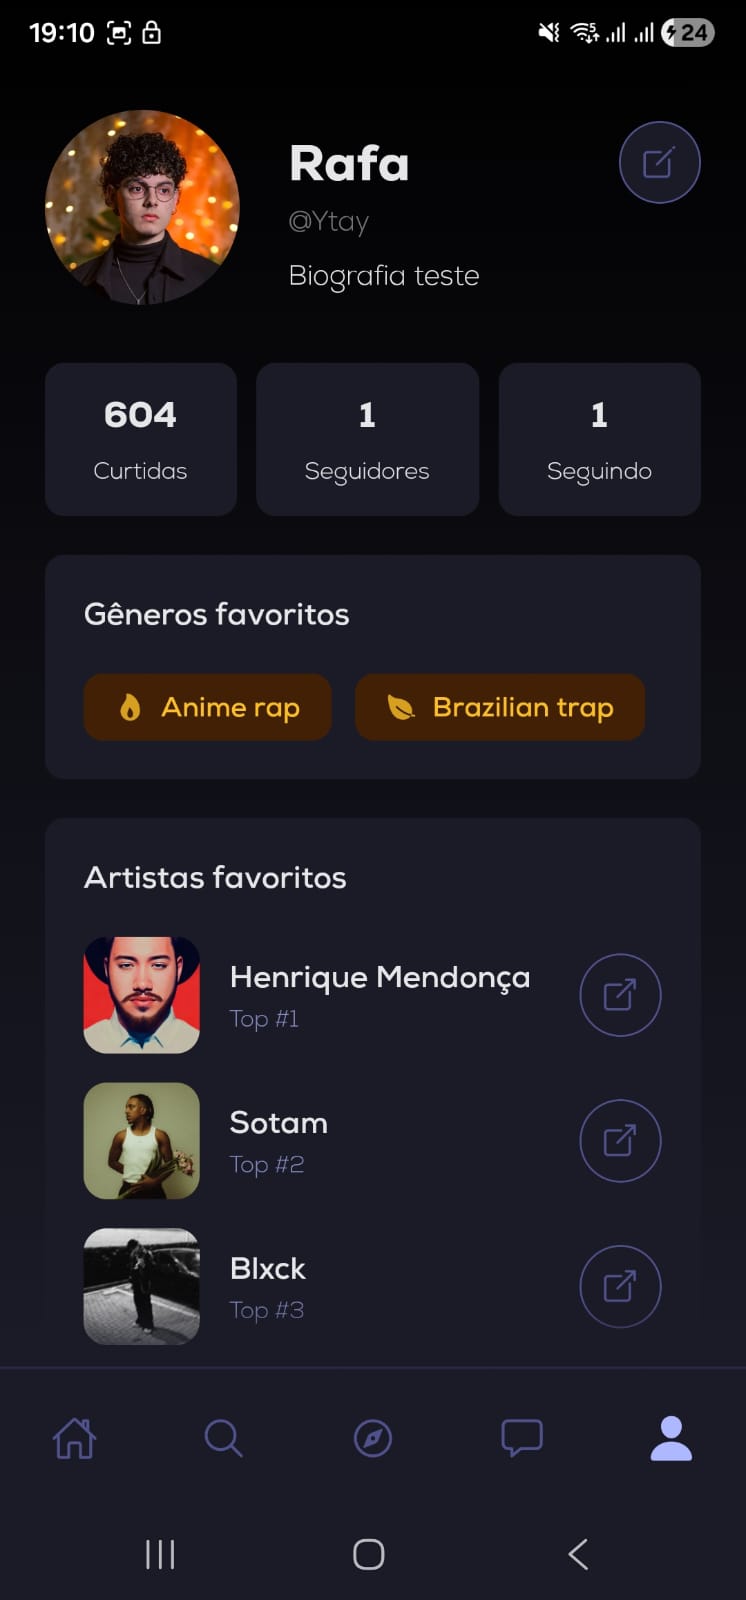 19:10
24
Rafa
@Ytay
Biografia teste
604
Curtidas
1
Seguidores
1
Seguindo
Gêneros favoritos
Anime rap
Brazilian trap
Artistas favoritos
Henrique Mendonça
Top #1
Sotam
Top #2
Blxck
Top #3